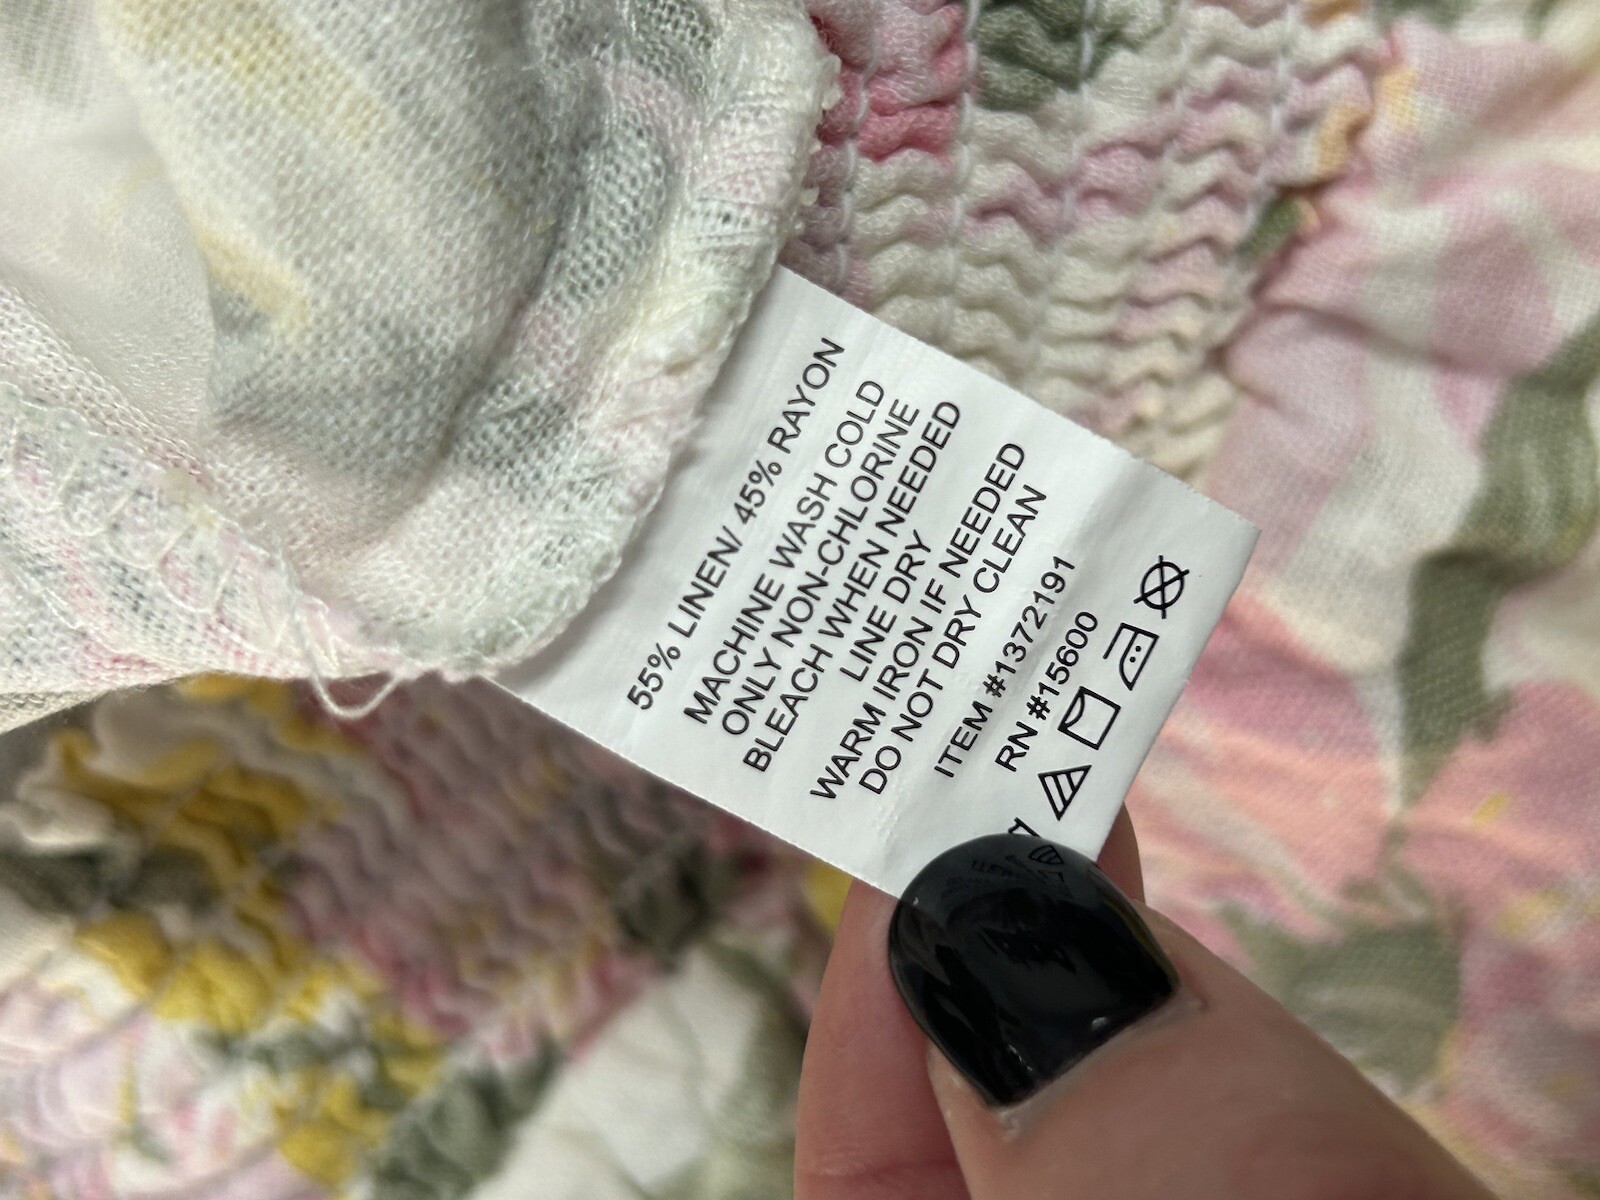 55% LINEN/ 45% RAYON
MACHINE WASH COLD
ONLY NON-CHLORINE
BLEACH WHEN NEEDED
LINE DRY
WARM IRON IF NEEDED
DO NOT DRY CLEAN
ITEM #1372191
RN #15600